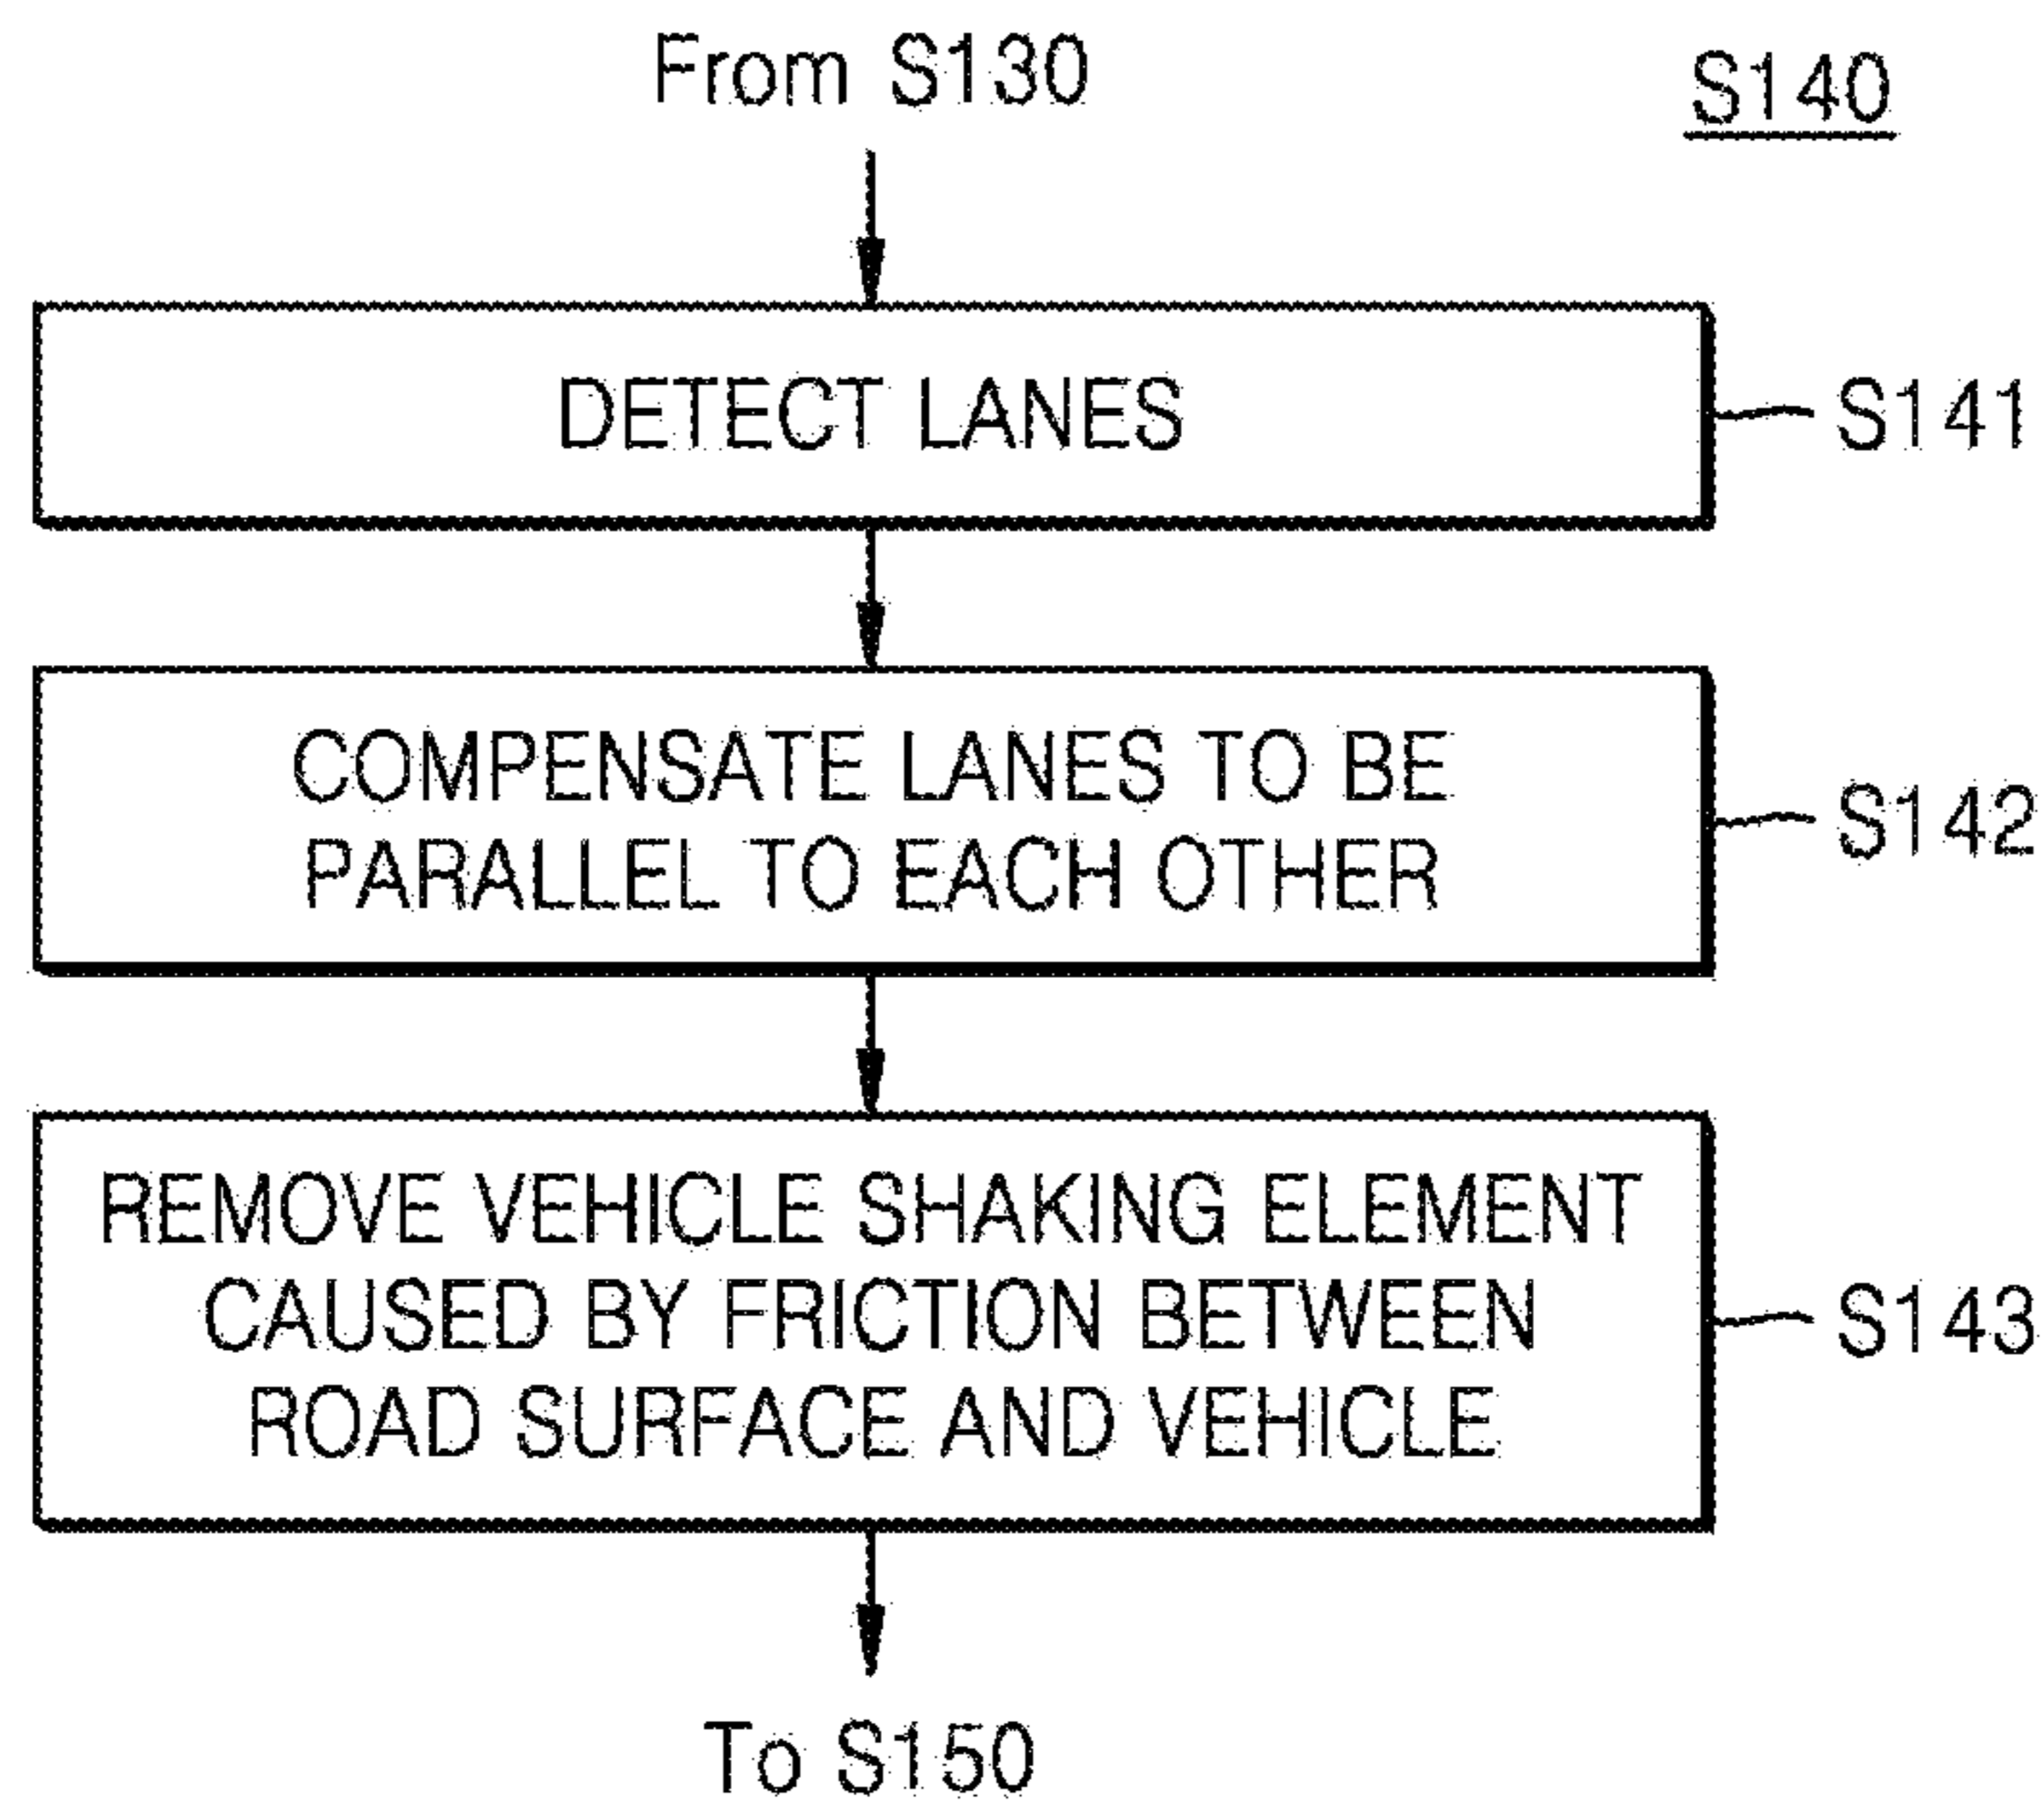 From S130
S140
DETECT LANES
S141
COMPENSATE LANES TO BE
PARALLEL TO EACH OTHER
S142
REMOVE VEHICLE SHAKING ELEMENT
CAUSED BY FRICTION BETWEEN
ROAD SURFACE AND VEHICLE
S143
To S150